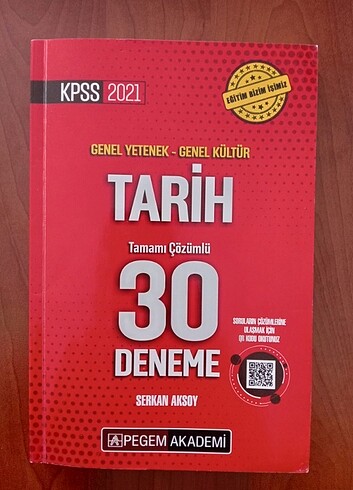 KPSS 2021
EĞİTİM BİZİM İŞİMİZ
GENEL YETENEK - GENEL KÜLTÜR
TARİH
Tamamı Çözümlü
30
DENEME
SORULARIN ÇÖZÜMLERİNE
ULAŞMAK İÇİN
QR KODU OKUTUNUZ
SERKAN AKSOY
PEGEM AKADEMİ